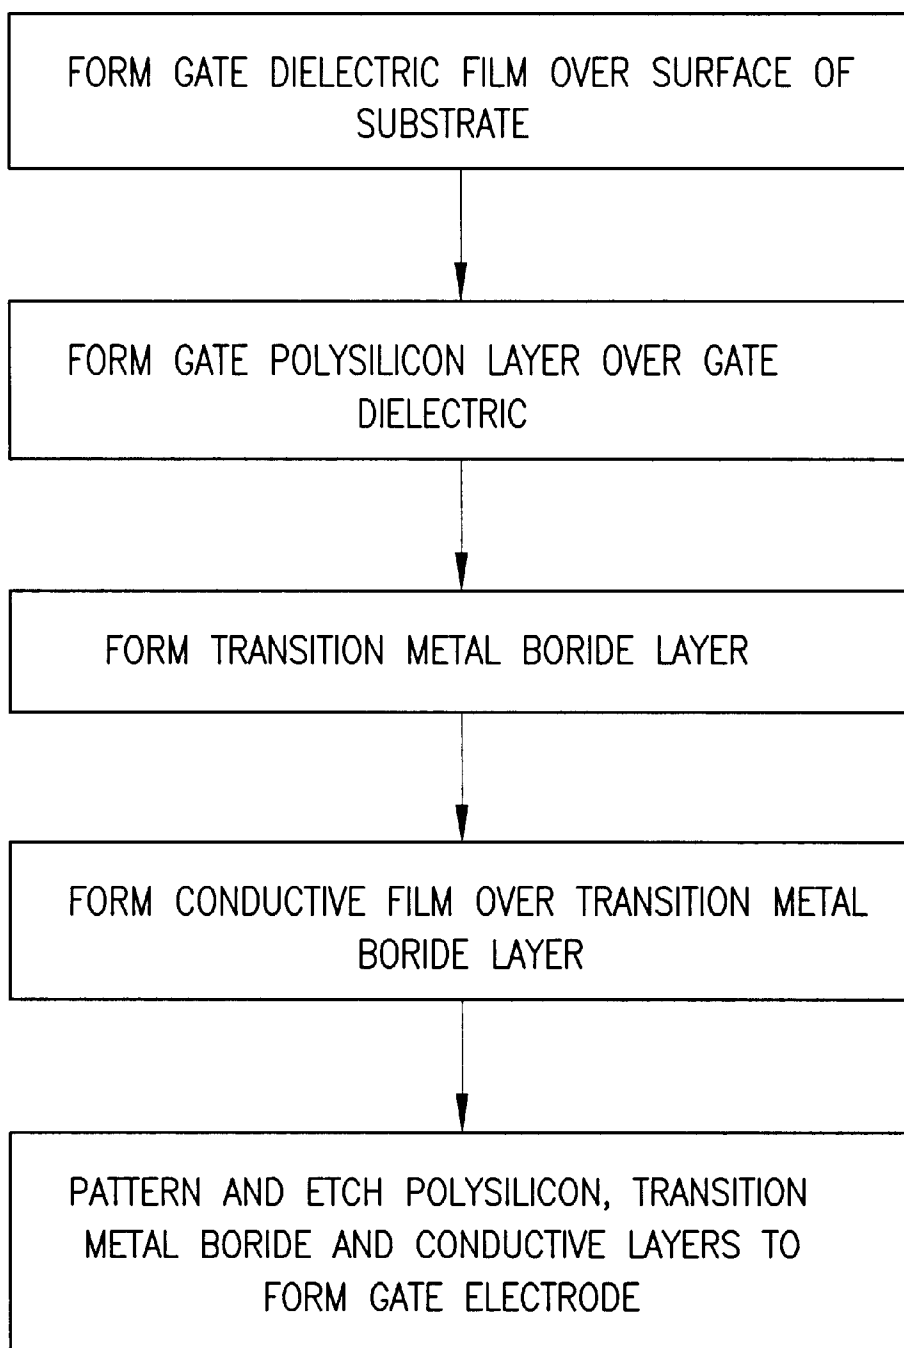 FORM GATE DIELECTRIC FILM OVER SURFACE OF
SUBSTRATE
FORM GATE POLYSILICON LAYER OVER GATE
DIELECTRIC
FORM TRANSITION METAL BORIDE LAYER
FORM CONDUCTIVE FILM OVER TRANSITION METAL
BORIDE LAYER
PATTERN AND ETCH POLYSILICON, TRANSITION
METAL BORIDE AND CONDUCTIVE LAYERS TO
FORM GATE ELECTRODE